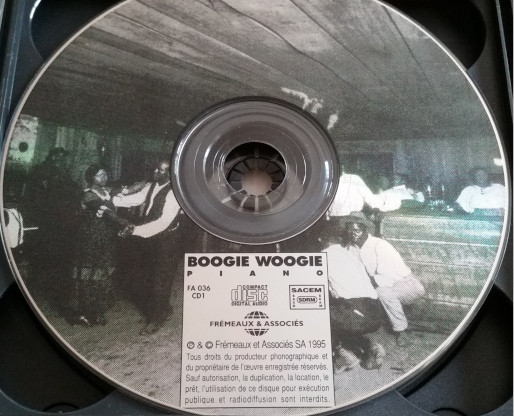 BOOGIE WOOGIE
PIANO
FA 036
CD1
COMPACT
disc
DIGITAL AUDIO
SACEM
SDRM
FRÉMEAUX & ASSOCIÉS
℗ & © Frémeaux et Associés SA 1995
Tous droits du producteur phonographique et
du propriétaire de l'œuvre enregistrée réservés.
Sauf autorisation, la duplication, la location, le
prêt, l'utilisation de ce disque pour exécution
publique et radiodiffusion sont interdits.